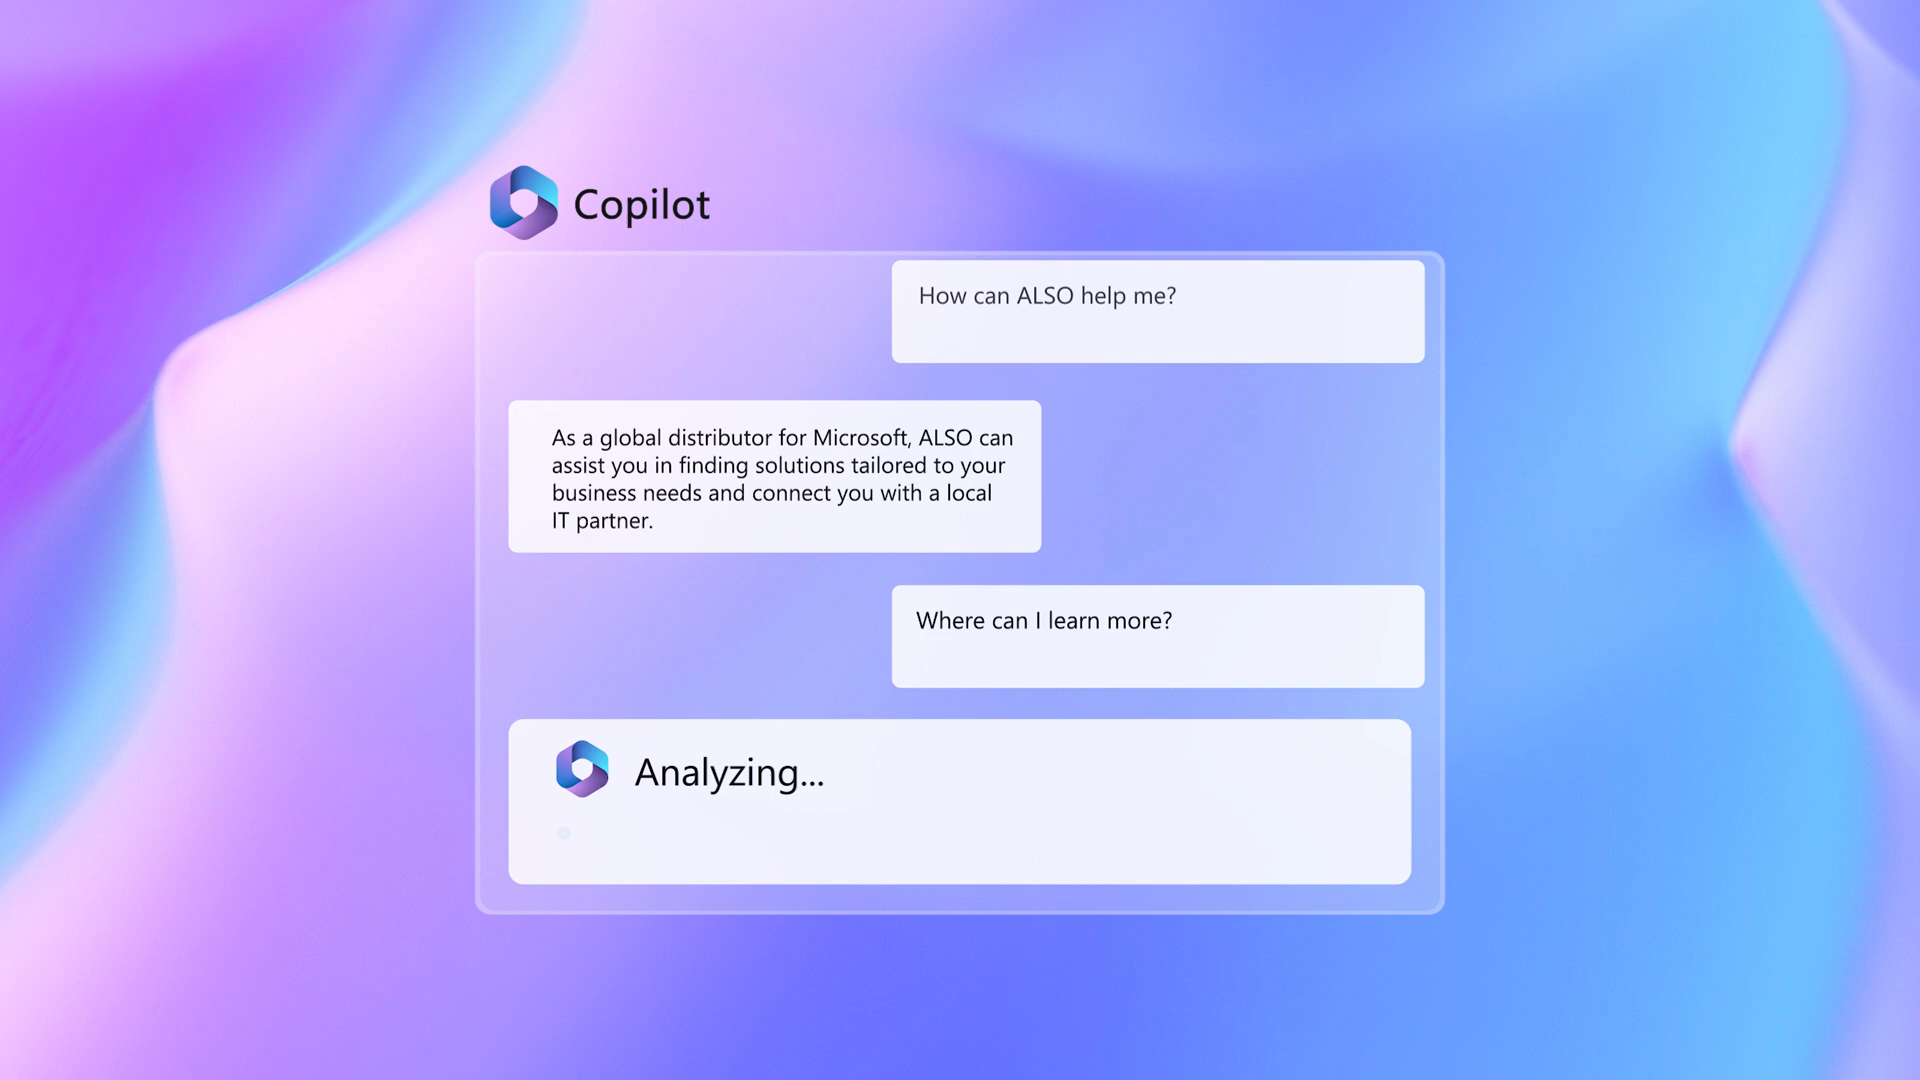 Copilot
How can ALSO help me?
As a global distributor for Microsoft, ALSO can
assist you in finding solutions tailored to your
business needs and connect you with a local
IT partner.
Where can I learn more?
Analyzing...